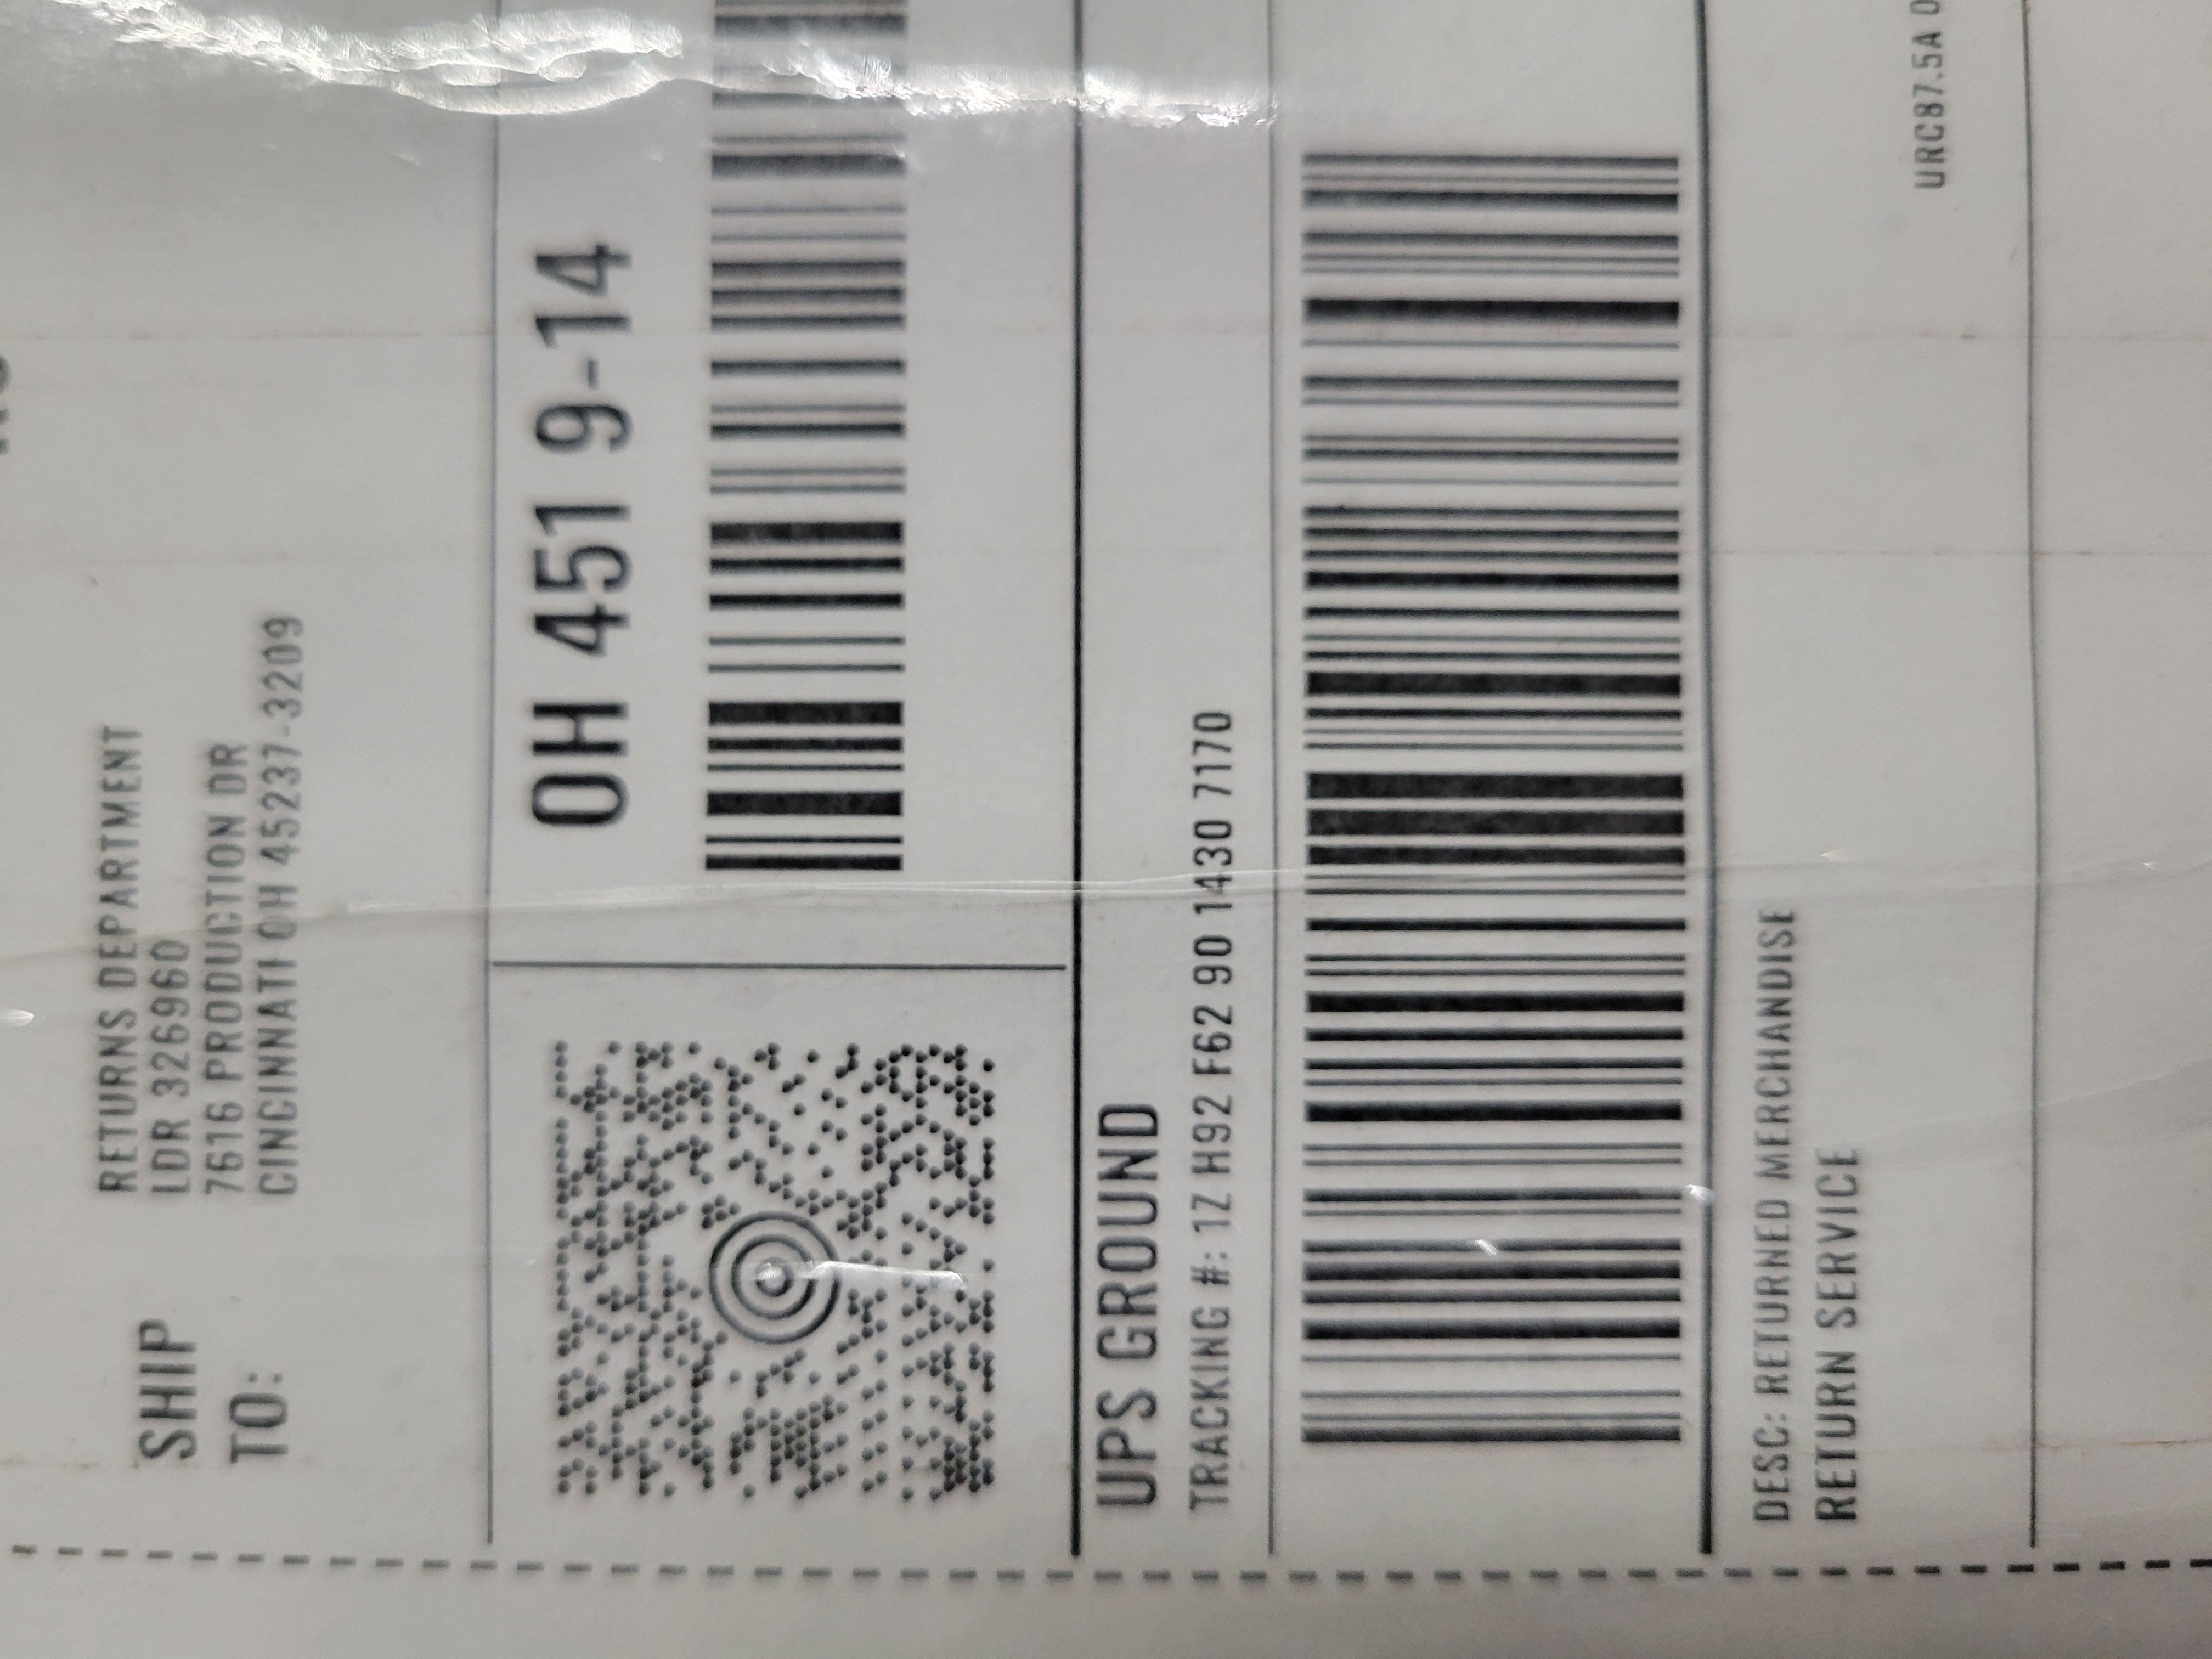 SHIP
TO:
RETURNS DEPARTMENT
LDR 326960
7616 PRODUCTION DR
CINCINNATI OH 45237-3209
OH 451 9-14
UPS GROUND
TRACKING #: 1Z H92 F62 90 1430 7170
DESC: RETURNED MERCHANDISE
RETURN SERVICE
URC87.5A 0